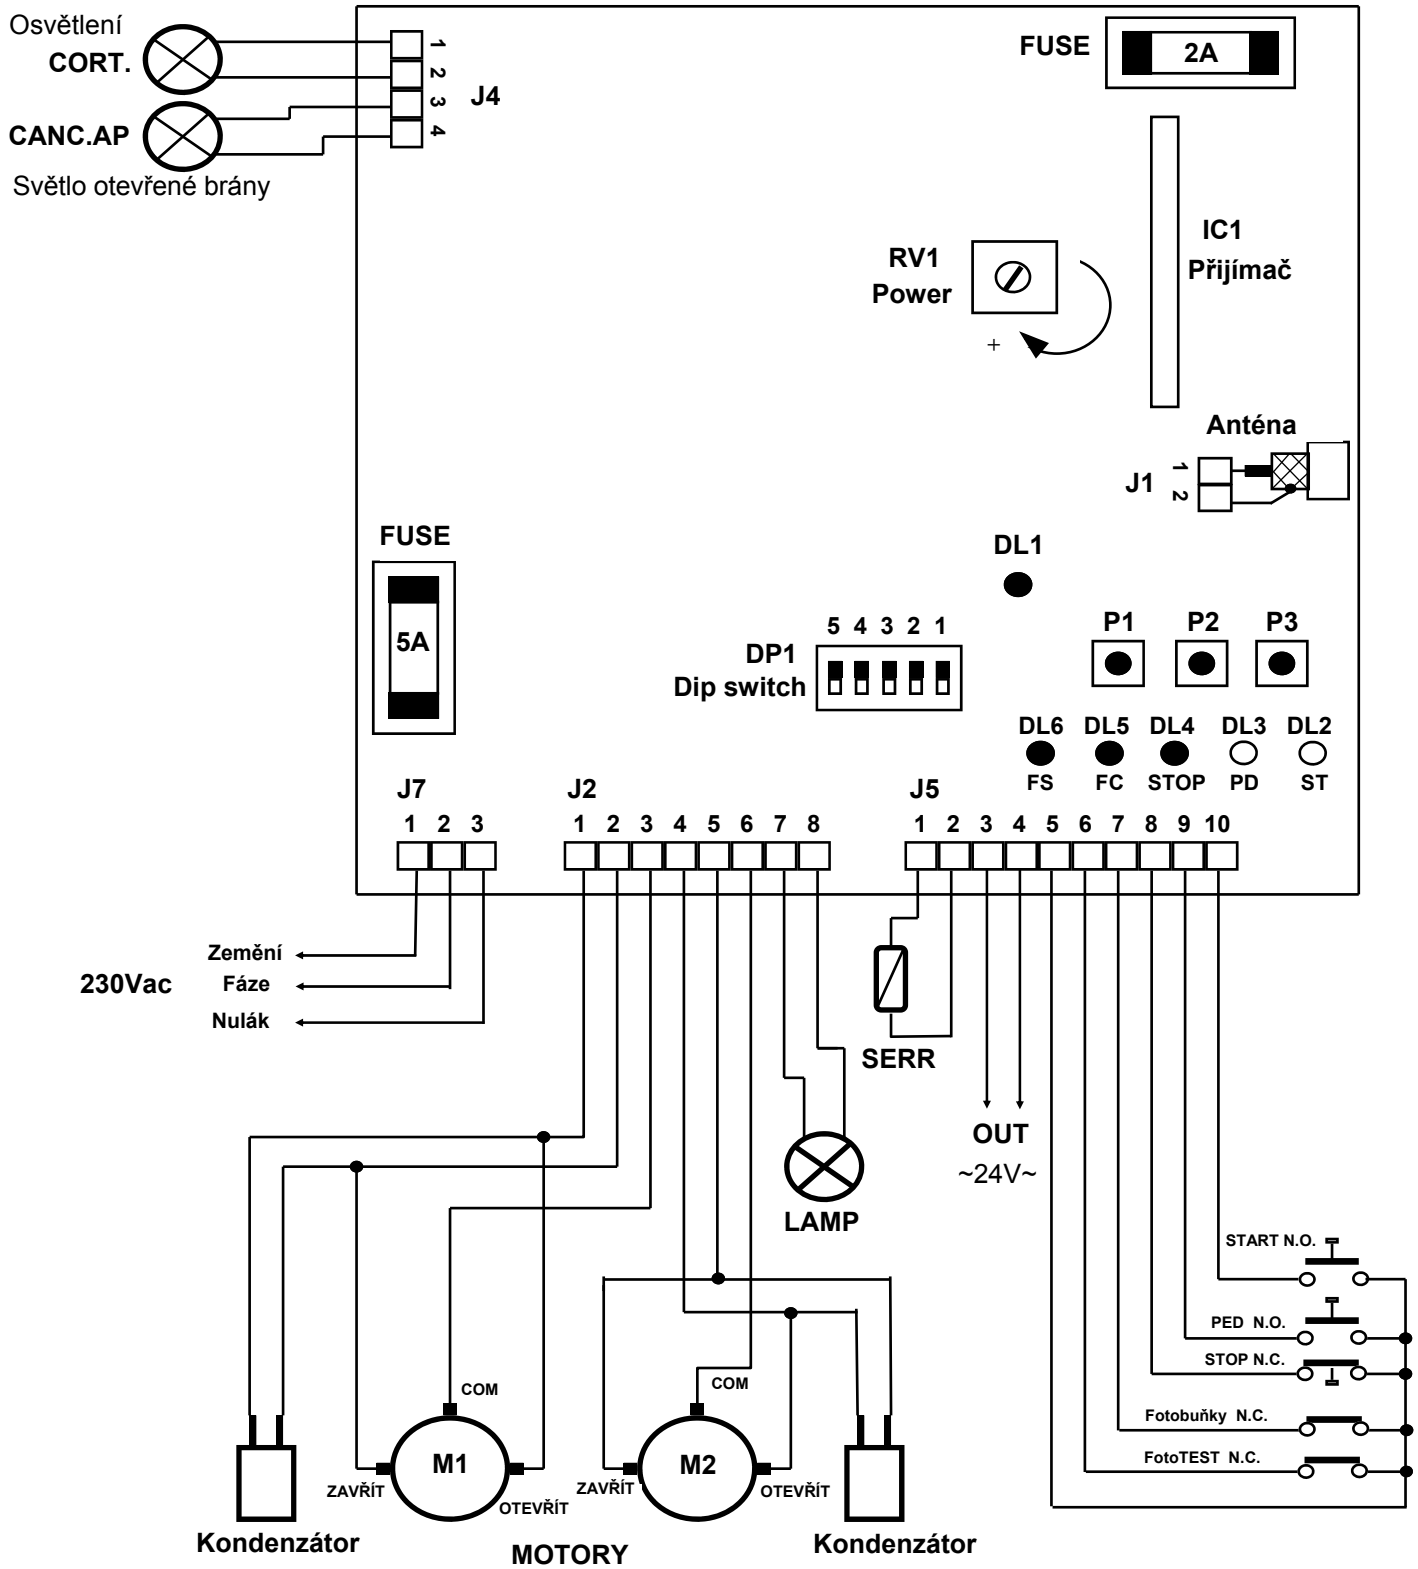 Osvětlení
CORT.
CANC.AP
Světlo otevřené brány
1
2
3
4
J4
FUSE
2A
RV1
Power
+
IC1
Přijímač
Anténa
J1
1
2
FUSE
5A
DL1
DP1
Dip switch
5 4 3 2 1
P1 P2 P3
DL6 DL5 DL4 DL3 DL2
FS FC STOP PD ST
J7
1 2 3
J2
1 2 3 4 5 6 7 8
J5
1 2 3 4 5 6 7 8 9 10
230Vac
Zemění
Fáze
Nulák
SERR
OUT
~24V~
LAMP
START N.O.
PED N.O.
STOP N.C.
Fotobuňky N.C.
FotoTEST N.C.
COM
M1
ZAVŘÍT
OTEVŘÍT
COM
M2
ZAVŘÍT
OTEVŘÍT
Kondenzátor
MOTORY
Kondenzátor